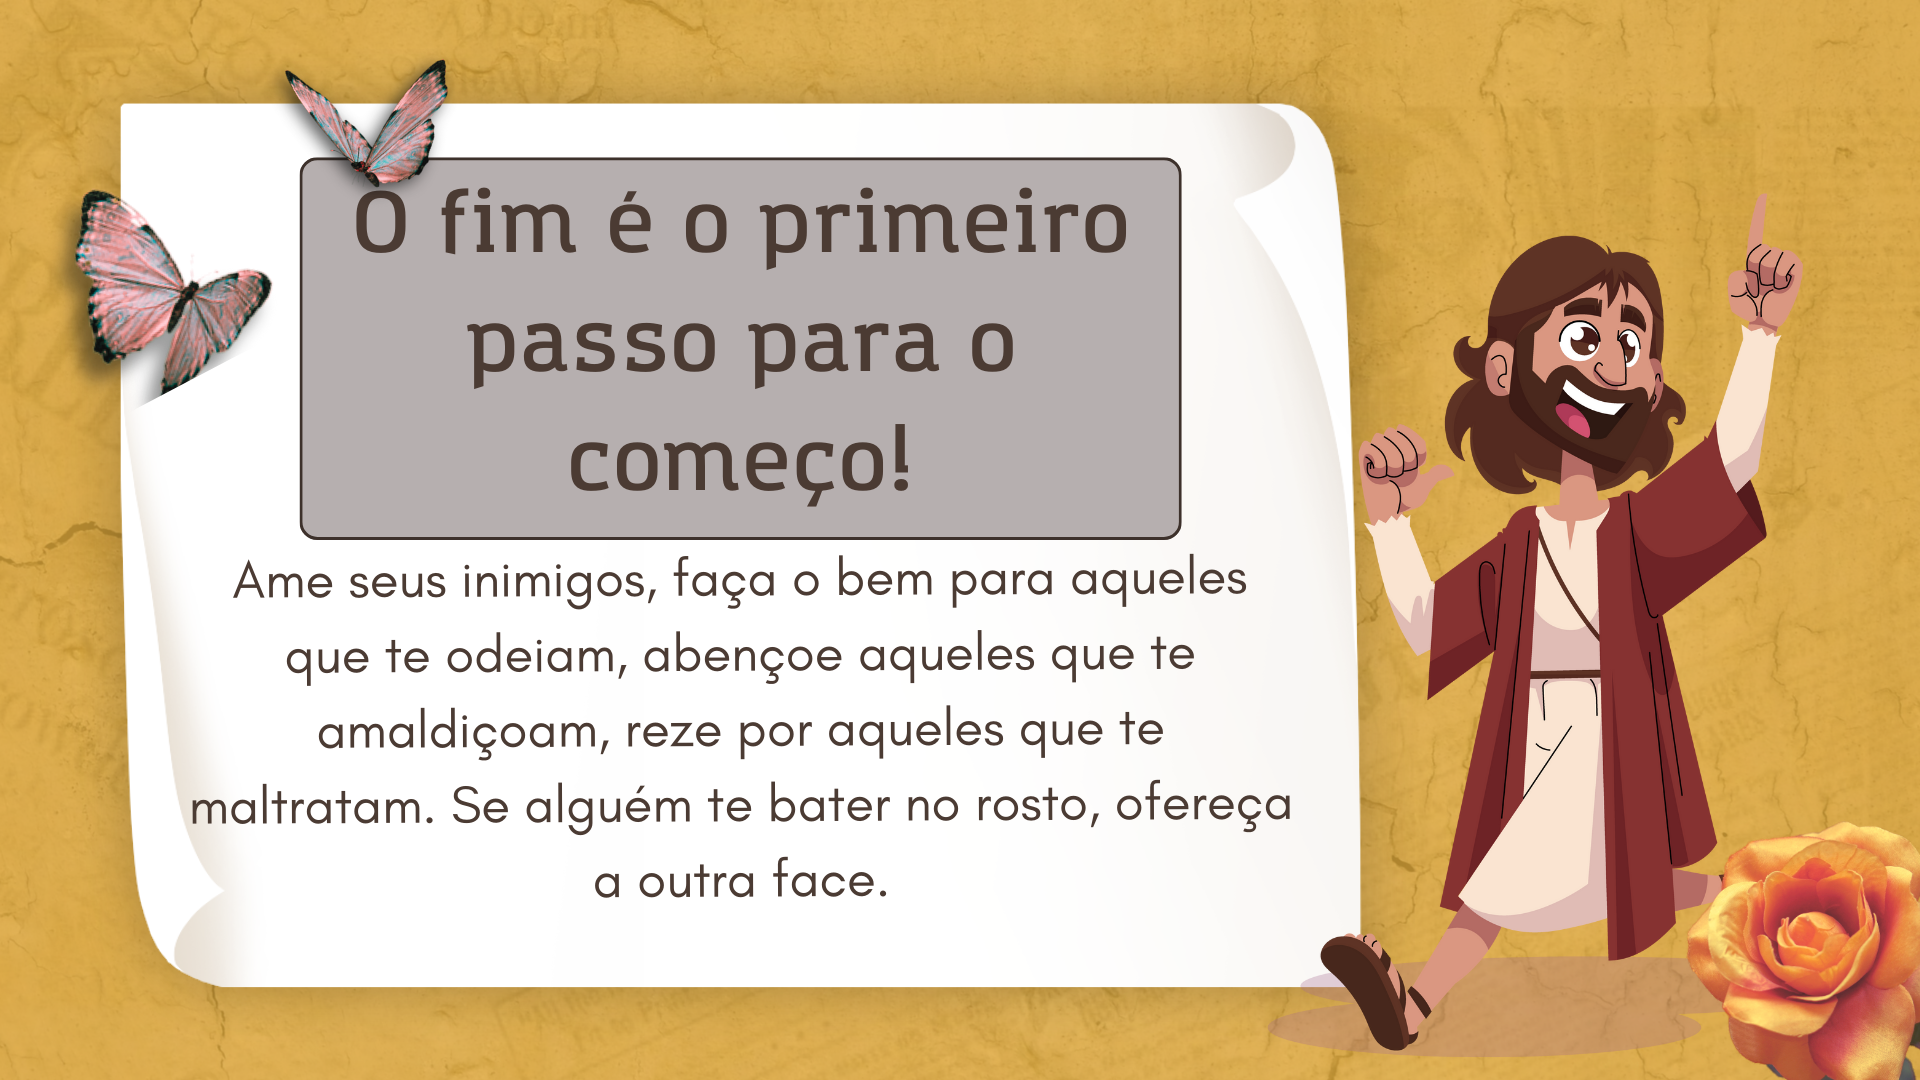 O fim é o primeiro
passo para o
começo!
Ame seus inimigos, faça o bem para aqueles
que te odeiam, abençoe aqueles que te
amaldiçoam, reze por aqueles que te
maltratam. Se alguém te bater no rosto, ofereça
a outra face.